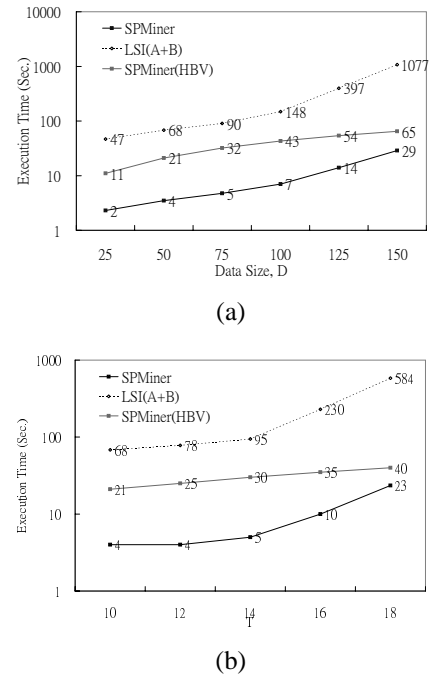 10000
SPMiner
LSI(A+B)
SPMiner(HBV)
1000
100
10
1
Execution Time (Sec.)
47 68 90 148 397 1077
11 21 32 43 54 65
2 4 5 7 14 29
25 50 75 100 125 150
Data Size, D
(a)
1000
SPMiner
LSI(A+B)
SPMiner(HBV)
100
10
1
Execution Time (Sec.)
68 78 95 230 584
21 25 30 35 40
4 4 5 10 23
10 12 14 16 18
T
(b)